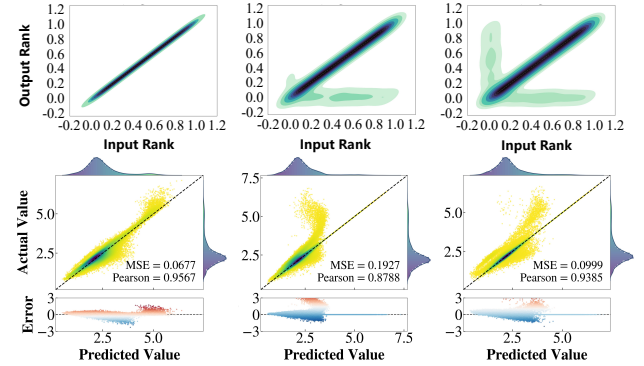 1.2
1.0
0.8
0.6
0.4
0.2
0.0
-0.2
Output Rank
-0.2 0.0 0.2 0.4 0.6 0.8 1.0 1.2
Input Rank
1.2
1.0
0.8
0.6
0.4
0.2
0.0
-0.2
-0.2 0.0 0.2 0.4 0.6 0.8 1.0 1.2
Input Rank
1.2
1.0
0.8
0.6
0.4
0.2
0.0
-0.2
-0.2 0.0 0.2 0.4 0.6 0.8 1.0 1.2
Input Rank
Actual Value
5.0
2.5
MSE = 0.0677
Pearson = 0.9567
7.5
5.0
2.5
MSE = 0.1927
Pearson = 0.8788
5.0
2.5
MSE = 0.0999
Pearson = 0.9385
Error
3
0
−3
2.5 5.0
Predicted Value
3
0
−3
2.5 5.0 7.5
Predicted Value
3
0
−3
2.5 5.0
Predicted Value